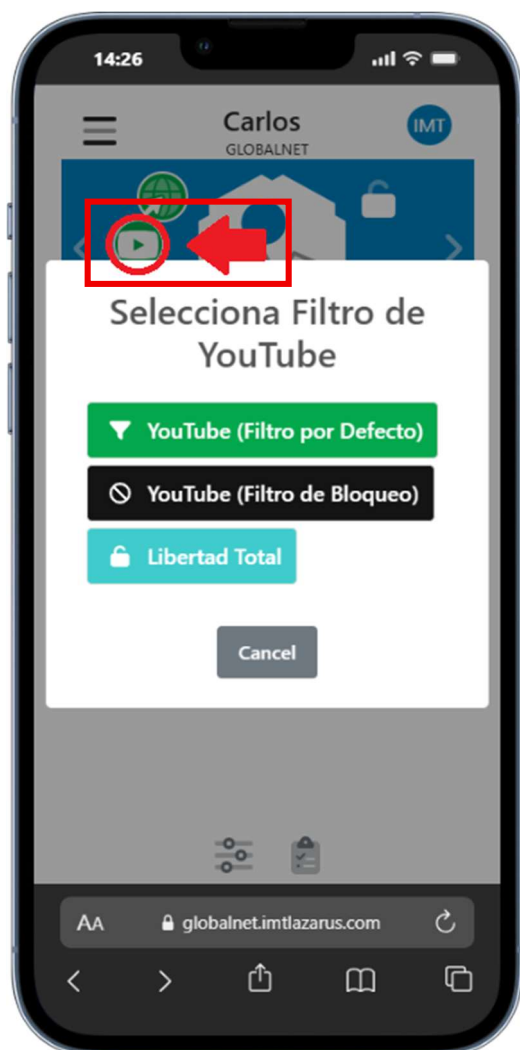 14:26
Carlos
IMT
GLOBALNET
Selecciona Filtro de
YouTube
YouTube (Filtro por Defecto)
YouTube (Filtro de Bloqueo)
Libertad Total
Cancel
AA
globalnet.imtlazarus.com